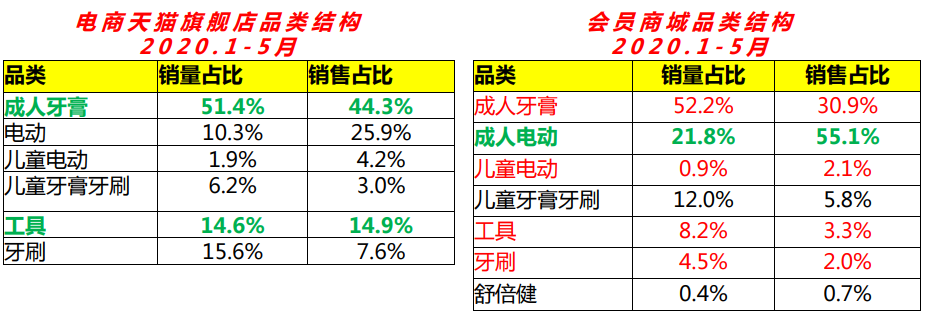 电商天猫旗舰店品类结构
2020.1-5月
品类 销量占比 销售占比
成人牙膏 51.4% 44.3%
电动 10.3% 25.9%
儿童电动 1.9% 4.2%
儿童牙膏牙刷 6.2% 3.0%
工具 14.6% 14.9%
牙刷 15.6% 7.6%
会员商城品类结构
2020.1-5月
品类 销量占比 销售占比
成人牙膏 52.2% 30.9%
成人电动 21.8% 55.1%
儿童电动 0.9% 2.1%
儿童牙膏牙刷 12.0% 5.8%
工具 8.2% 3.3%
牙刷 4.5% 2.0%
舒倍健 0.4% 0.7%